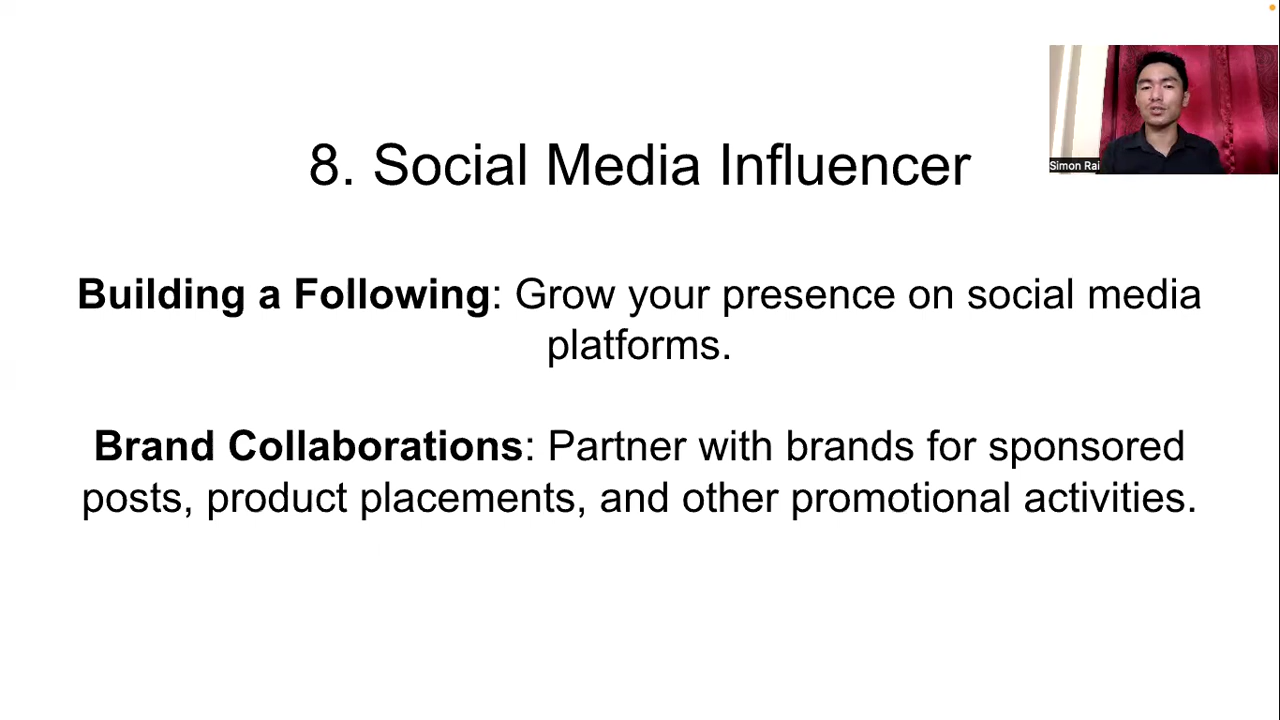 8. Social Media Influencer
Simon Rai
Building a Following: Grow your presence on social media
platforms.
Brand Collaborations: Partner with brands for sponsored
posts, product placements, and other promotional activities.